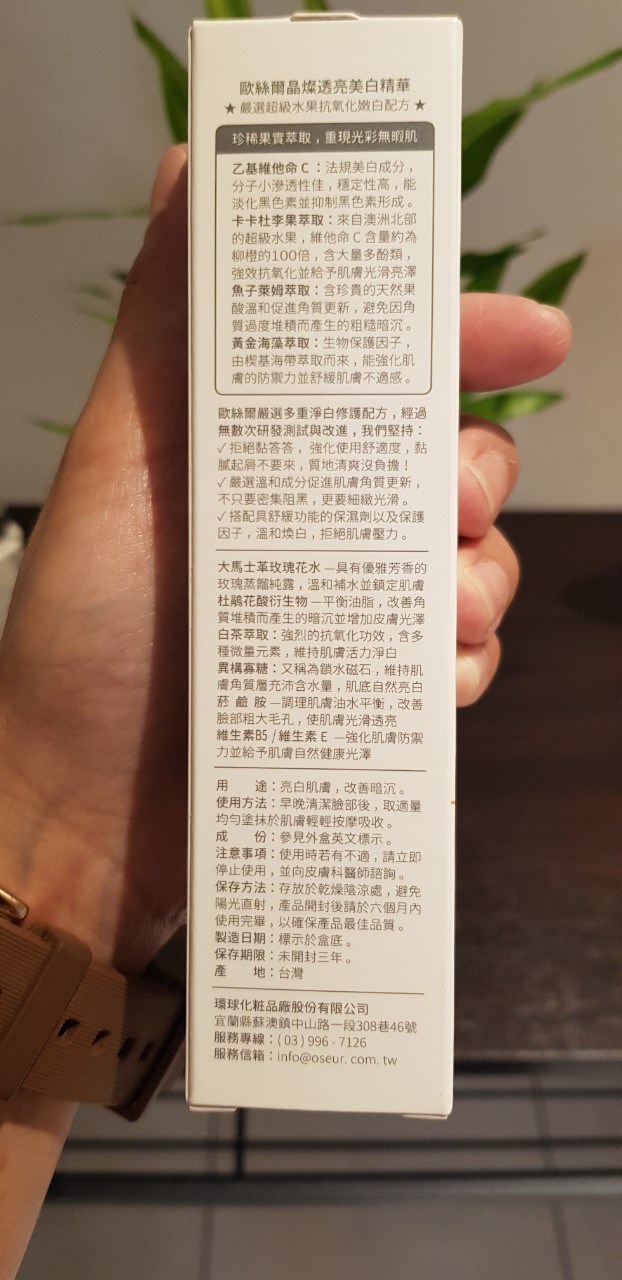 歐絲爾晶燦透亮美白精華
★嚴選超級水果抗氧化嫩白配方★
珍稀果實萃取，重現光彩無暇肌
乙基維他命C：法規美白成分，
分子小滲透性佳，穩定性高，能
淡化黑色素並抑制黑色素形成。
卡卡杜李果萃取：來自澳洲北部
的超級水果，維他命C含量約為
柳橙的100倍，含大量多酚類，
強效抗氧化並給予肌膚光滑亮澤
魚子萊姆萃取：含珍貴的天然果
酸溫和促進角質更新，避免因角
質過度堆積而產生的粗糙暗沉。
黃金海藻萃取：生物保護因子，
由楔基海帶萃取而來，能強化肌
膚的防禦力並舒緩肌膚不適感。
歐絲爾嚴選多重淨白修護配方，經過
無數次研發測試與改進，我們堅持：
✓拒絕黏答答，強化使用舒適度，黏
膩起屑不要來，質地清爽沒負擔！
✓嚴選溫和成分促進肌膚角質更新，
不只要密集阻黑，更要細緻光滑。
✓搭配具舒緩功能的保濕劑以及保護
因子，溫和煥白，拒絕肌膚壓力。
大馬士革玫瑰花水—具有優雅芳香的
玫瑰蒸餾純露，溫和補水並鎮定肌膚
杜鵑花酸衍生物—平衡油脂，改善角
質堆積而產生的暗沉並增加皮膚光澤
白茶萃取：強烈的抗氧化功效，含多
種微量元素，維持肌膚活力淨白
異構寡糖：又稱為鎖水磁石，維持肌
膚角質層充沛含水量，肌底自然亮白
菸鹼胺—調理肌膚油水平衡，改善
臉部粗大毛孔，使肌膚光滑透亮
維生素B5/維生素E—強化肌膚防禦
力並給予肌膚自然健康光澤
用　　途：亮白肌膚，改善暗沉。
使用方法：早晚清潔臉部後，取適量
均勻塗抹於肌膚輕輕按摩吸收。
成　　份：參見外盒英文標示。
注意事項：使用時若有不適，請立即
停止使用，並向皮膚科醫師諮詢。
保存方法：存放於乾燥陰涼處，避免
陽光直射，產品開封後請於六個月內
使用完畢，以確保產品最佳品質。
製造日期：標示於盒底。
保存期限：未開封三年。
產　　地：台灣
環球化粧品廠股份有限公司
宜蘭縣蘇澳鎮中山路一段308巷46號
服務專線：(03)996-7126
服務信箱：info@oseur.com.tw